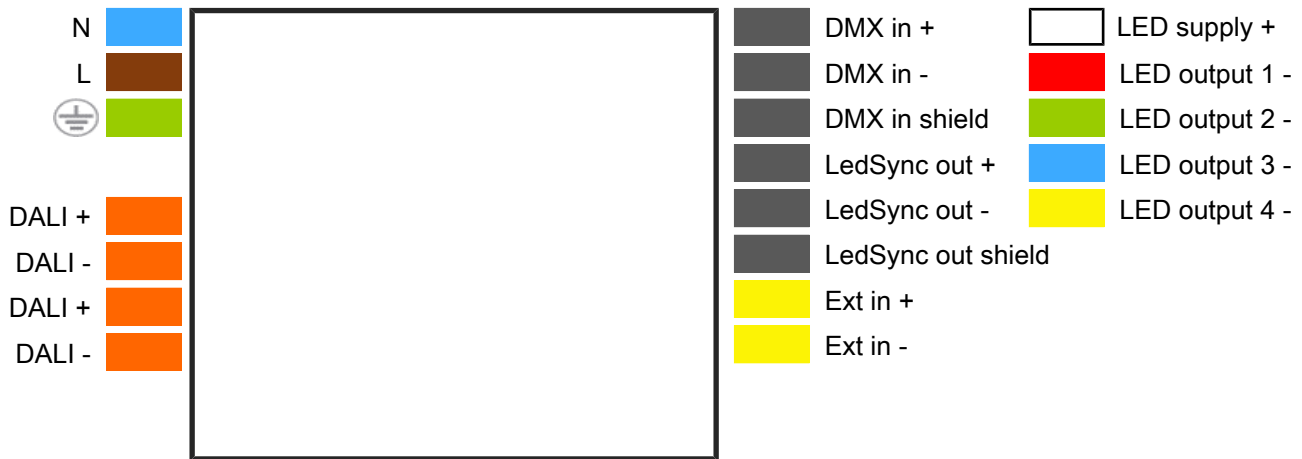 N
L
DALI +
DALI -
DALI +
DALI -
DMX in +
DMX in -
DMX in shield
LedSync out +
LedSync out -
LedSync out shield
Ext in +
Ext in -
LED supply +
LED output 1 -
LED output 2 -
LED output 3 -
LED output 4 -